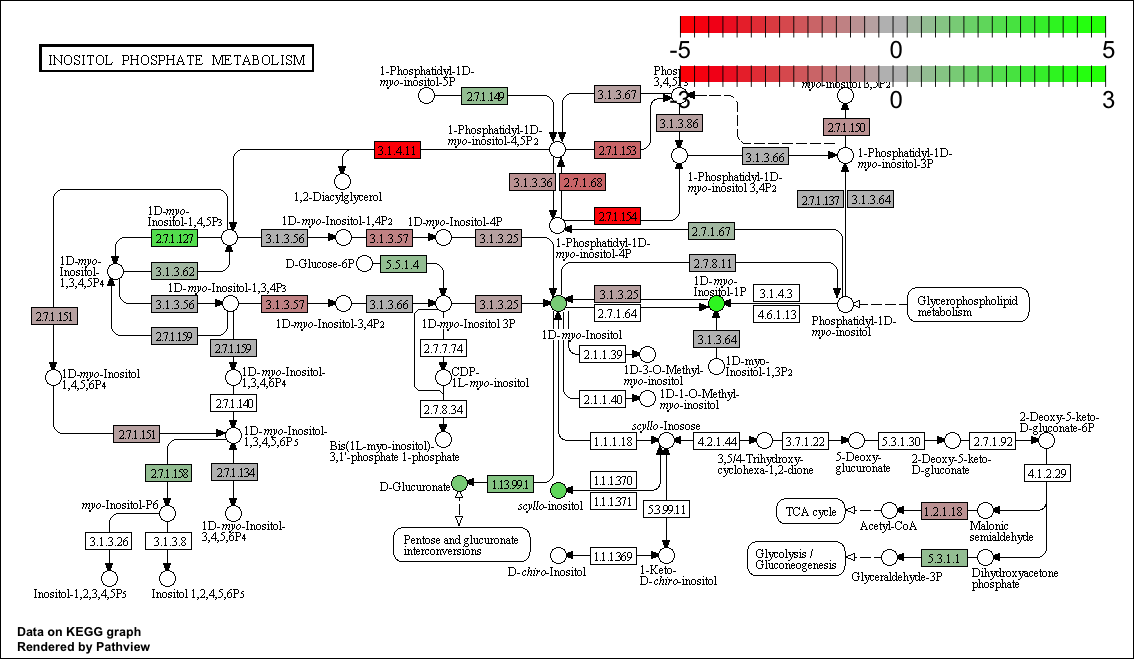 INOSITOL PHOSPHATE METABOLISM
-5 0 5
-3 0 3
1-Phosphatidyl-1D-
myo-inositol-5P
2.7.1.149
3.1.3.67
Phos
3,4,5P3
myo-inositol 3,5P2
3.1.3.86
2.7.1.150
1-Phosphatidyl-1D-
myo-inositol-4,5P2
3.1.4.11
2.7.1.153
3.1.3.66
1-Phosphatidyl-1D-
myo-inositol-3P
1,2-Diacylglycerol
3.1.3.36
2.7.1.68
1-Phosphatidyl-1D-
myo-inositol 3,4P2
2.7.1.137
3.1.3.64
2.7.1.154
1D-myo-
Inositol-1,4,5P3
1D-myo-Inositol-1,4P2
1D-myo-Inositol-4P
2.7.1.127
3.1.3.56
3.1.3.57
3.1.3.25
1-Phosphatidyl-1D-
myo-inositol-4P
2.7.1.67
1D-myo-
Inositol-
1,3,4,5P4
3.1.3.62
D-Glucose-6P
5.5.1.4
2.7.8.11
1D-myo-Inositol-1,3,4P3
3.1.3.56
3.1.3.57
3.1.3.66
3.1.3.25
3.1.3.25
2.7.1.64
1D-myo-
Inositol-1P
3.1.4.3
4.6.1.13
Glycerophospholipid
metabolism
2.7.1.151
2.7.1.159
1D-myo-Inositol-3,4P2
1D-myo-Inositol 3P
1D-myo-Inositol
Phosphatidyl-1D-
myo-inositol
2.7.1.159
2.7.7.74
2.1.1.39
3.1.3.64
1D-myo-Inositol
1,4,5,6P4
1D-myo-Inositol-
1,3,4,6P4
CDP-
1L-myo-inositol
1D-3-O-Methyl-
myo-inositol
1D-myo-
Inositol-1,3P2
2.7.1.140
2.7.8.34
2.1.1.40
1D-1-O-Methyl-
myo-inositol
2.7.1.151
1D-myo-Inositol-
1,3,4,5,6P5
Bis(1L-myo-inositol)-
3,1'-phosphate 1-phosphate
scyllo-Inosose
1.1.1.18
4.2.1.44
3.7.1.22
5.3.1.30
2.7.1.92
2-Deoxy-5-keto-
D-gluconate-6P
3,5/4-Trihydroxy-
cyclohexa-1,2-dione
5-Deoxy-
glucuronate
2-Deoxy-5-keto-
D-gluconate
4.1.2.29
2.7.1.158
2.7.1.134
D-Glucuronate
1.13.99.1
scyllo-inositol
1.1.1.370
1.1.1.371
5.3.99.11
myo-Inositol-P6
1D-myo-Inositol-
3,4,5,6P4
TCA cycle
Acetyl-CoA
1.2.1.18
Malonic
semialdehyde
3.1.3.26
3.1.3.8
Pentose and glucuronate
interconversions
1.1.1.369
D-chiro-Inositol
1-Keto-
D-chiro-inositol
Glycolysis /
Gluconeogenesis
Glyceraldehyde-3P
5.3.1.1
Dihydroxyacetone
phosphate
Inositol-1,2,3,4,5P5
Inositol 1,2,4,5,6P5
Data on KEGG graph
Rendered by Pathview